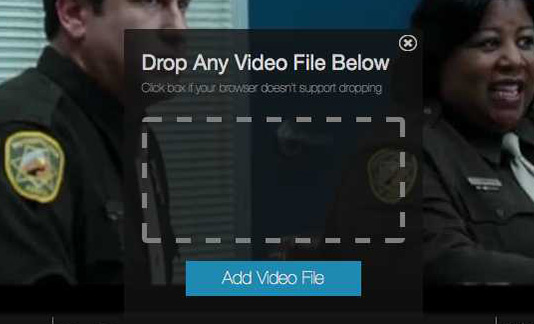 Drop Any Video File Below
Click box if your browser doesn't support dropping
Add Video File